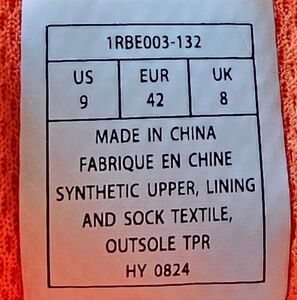 1RBE003-132
US EUR UK
9 42 8
MADE IN CHINA
FABRIQUE EN CHINE
SYNTHETIC UPPER, LINING
AND SOCK TEXTILE,
OUTSOLE TPR
HY 0824